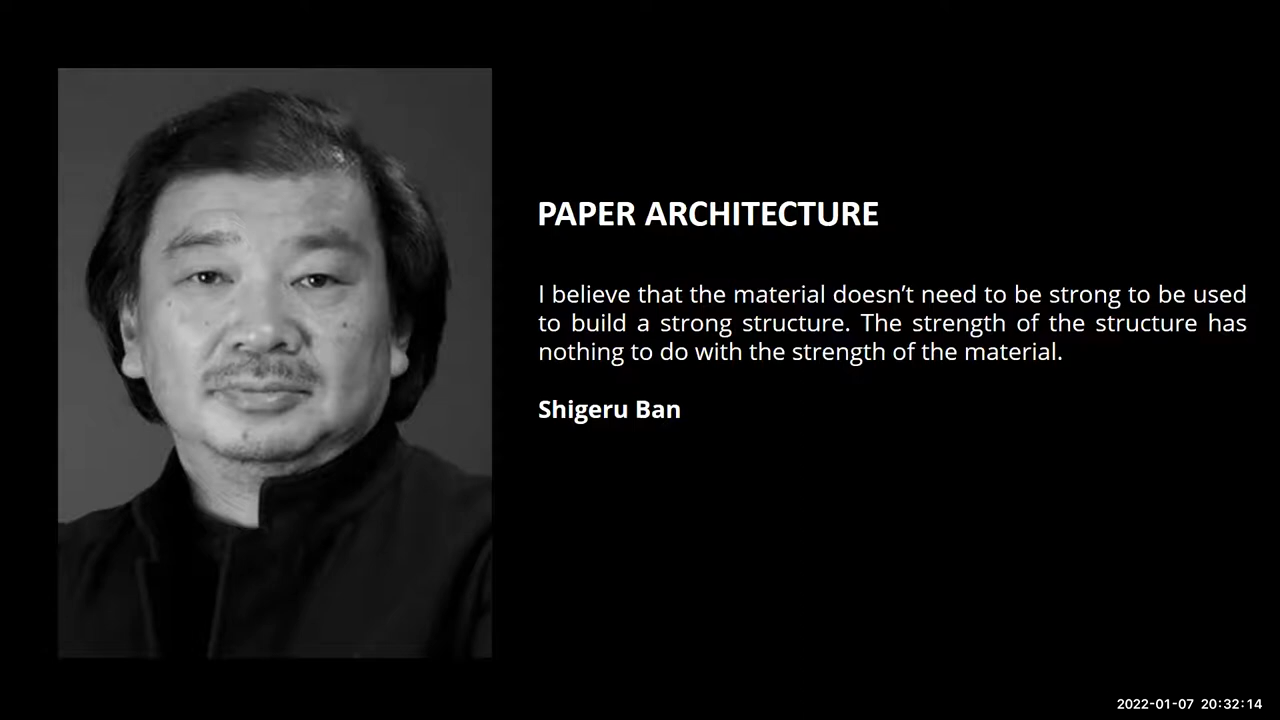 PAPER ARCHITECTURE
I believe that the material doesn’t need to be strong to be used
to build a strong structure. The strength of the structure has
nothing to do with the strength of the material.
Shigeru Ban
2022-01-07 20:32:14